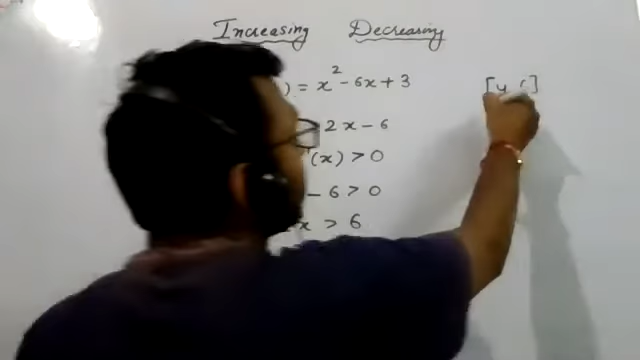 Increasing Decreasing
) = x² - 6x + 3
2x - 6
(x) > 0
- 6 > 0
x > 6